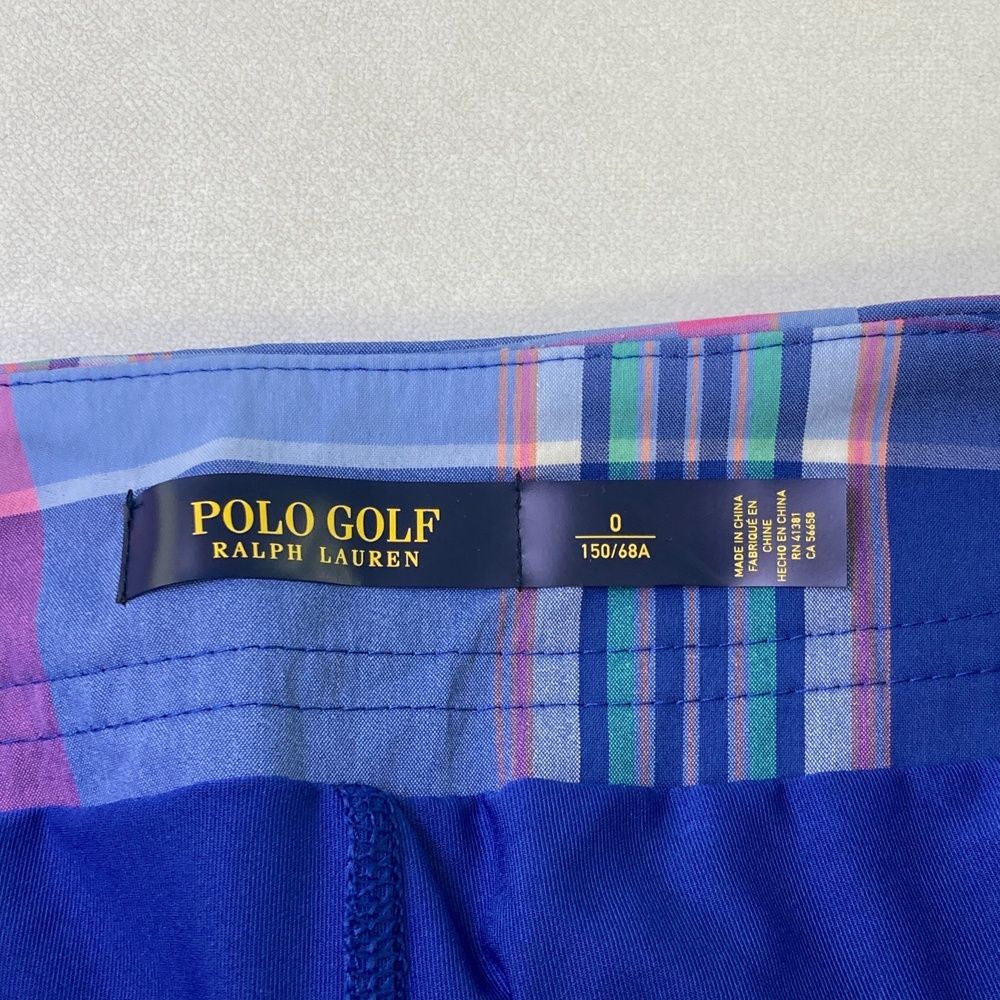 POLO GOLF
RALPH LAUREN
0
150/68A
MADE IN CHINA
FABRIQUÉ EN
CHINE
HECHO EN CHINA
RN 41381
CA 56658